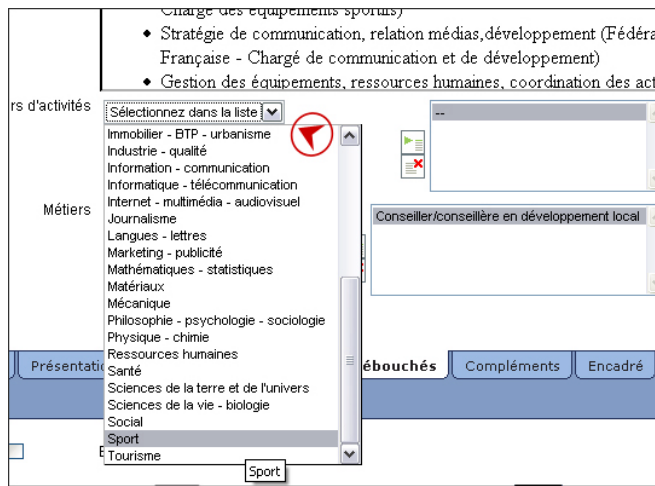 Chargé des équipements sportifs)
• Stratégie de communication, relation médias,développement (Fédéra
Française - Chargé de communication et de développement)
• Gestion des équipements, ressources humaines, coordination des act
rs d'activités
Sélectionnez dans la liste
--
Immobilier - BTP - urbanisme
Industrie - qualité
Information - communication
Informatique - télécommunication
Internet - multimédia - audiovisuel
Journalisme
Langues - lettres
Marketing - publicité
Mathématiques - statistiques
Matériaux
Mécanique
Philosophie - psychologie - sociologie
Physique - chimie
Ressources humaines
Santé
Sciences de la terre et de l'univers
Sciences de la vie - biologie
Social
Sport
Tourisme
Métiers
Conseiller/conseillère en développement local
Présentati
ébouchés
Compléments
Encadré
E
Sport